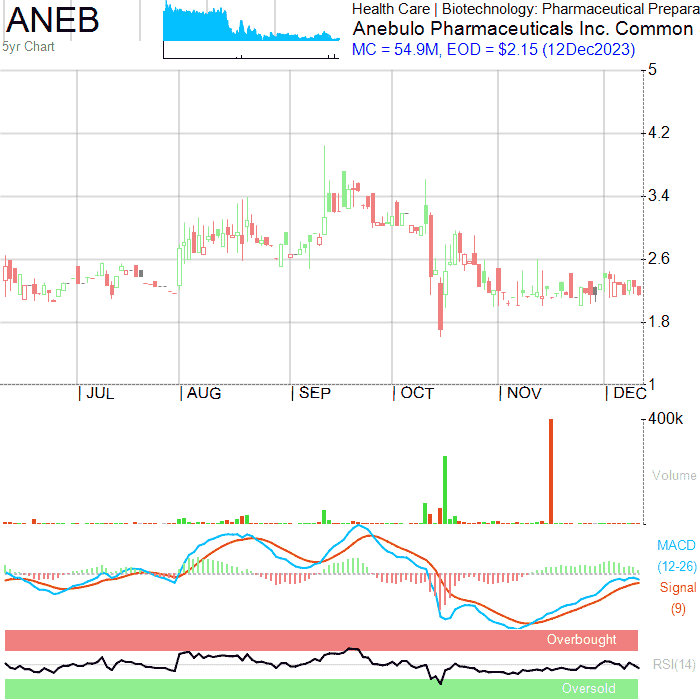 ANEB
5yr Chart
Health Care | Biotechnology: Pharmaceutical Prepara
Anebulo Pharmaceuticals Inc. Common
MC = 54.9M, EOD = $2.15 (12Dec2023)
5
4.2
3.4
2.6
1.8
1
| JUL | AUG | SEP | OCT | NOV | DEC
400k
Volume
MACD
(12-26)
Signal
(9)
Overbought
RSI(14)
Oversold